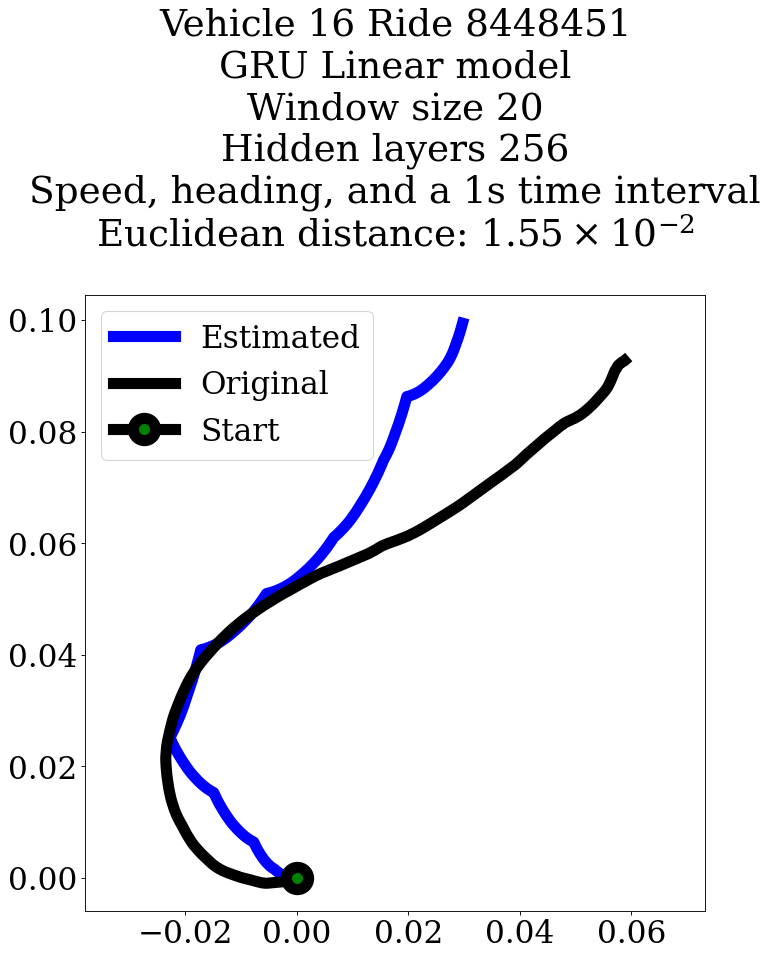 Vehicle 16 Ride 8448451
GRU Linear model
Window size 20
Hidden layers 256
Speed, heading, and a 1s time interval
Euclidean distance: 1.55 × 10⁻²
Estimated
Original
Start
0.10
0.08
0.06
0.04
0.02
0.00
−0.02 0.00 0.02 0.04 0.06